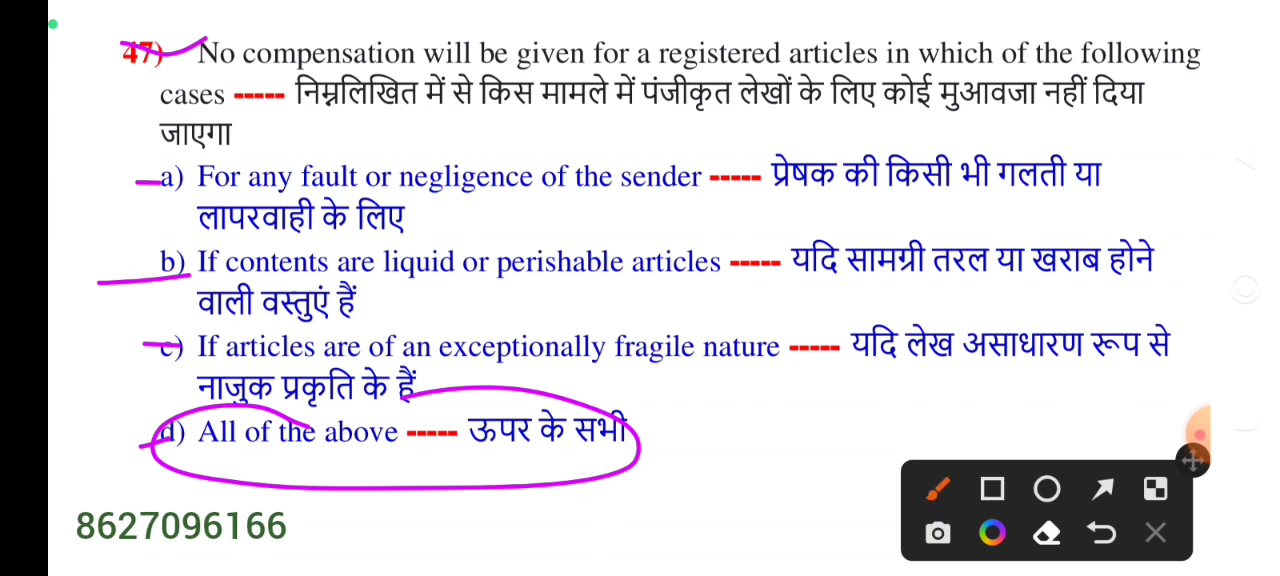 47) No compensation will be given for a registered articles in which of the following
cases ----- निम्नलिखित में से किस मामले में पंजीकृत लेखों के लिए कोई मुआवजा नहीं दिया
जाएगा
a) For any fault or negligence of the sender ----- प्रेषक की किसी भी गलती या
लापरवाही के लिए
b) If contents are liquid or perishable articles ----- यदि सामग्री तरल या खराब होने
वाली वस्तुएं हैं
c) If articles are of an exceptionally fragile nature ----- यदि लेख असाधारण रूप से
नाजुक प्रकृति के हैं
d) All of the above ----- ऊपर के सभी
8627096166